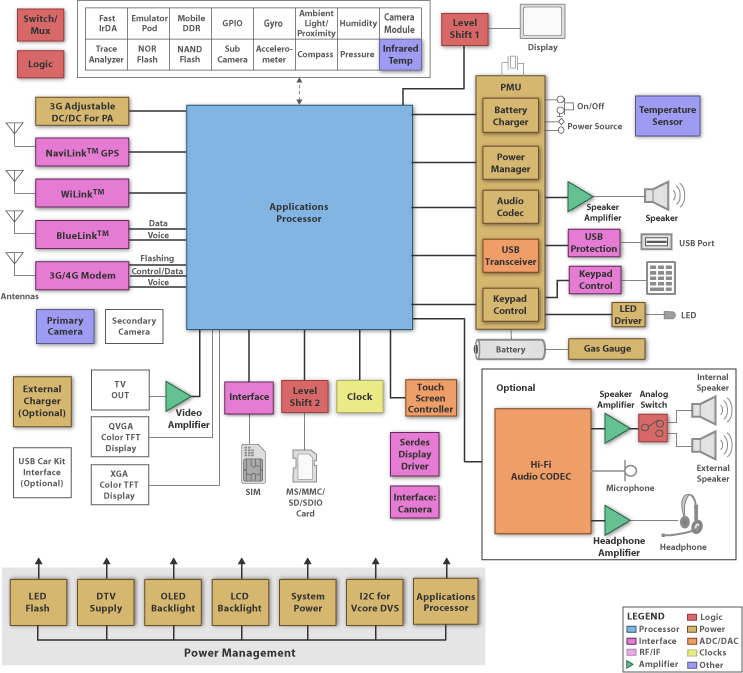 Switch/
Mux
Logic
Fast
IrDA
Emulator
Pod
Mobile
DDR
GPIO
Gyro
Ambient
Light/
Proximity
Humidity
Camera
Module
Trace
Analyzer
NOR
Flash
NAND
Flash
Sub
Camera
Accelero-
meter
Compass
Pressure
Infrared
Temp
Level
Shift 1
Display
3G Adjustable
DC/DC For PA
NaviLink™ GPS
WiLink™
BlueLink™
Data
Voice
3G/4G Modem
Flashing
Control/Data
Voice
Antennas
Applications
Processor
PMU
Battery
Charger
On/Off
Power Source
Temperature
Sensor
Power
Manager
Audio
Codec
Speaker
Amplifier
Speaker
USB
Transceiver
USB
Protection
USB Port
Keypad
Control
Keypad
Control
LED
Driver
LED
Battery
Gas Gauge
Primary
Camera
Secondary
Camera
External
Charger
(Optional)
TV
OUT
Video
Amplifier
Interface
Level
Shift 2
Clock
Touch
Screen
Controller
QVGA
Color TFT
Display
USB Car Kit
Interface
(Optional)
XGA
Color TFT
Display
SIM
MS/MMC/
SD/SDIO
Card
Serdes
Display
Driver
Interface:
Camera
Optional
Hi-Fi
Audio CODEC
Speaker
Amplifier
Analog
Switch
Internal
Speaker
External
Speaker
Microphone
Headphone
Amplifier
Headphone
LED
Flash
DTV
Supply
OLED
Backlight
LCD
Backlight
System
Power
I2C for
Vcore DVS
Applications
Processor
Power Management
LEGEND
Processor
Interface
RF/IF
Amplifier
Logic
Power
ADC/DAC
Clocks
Other